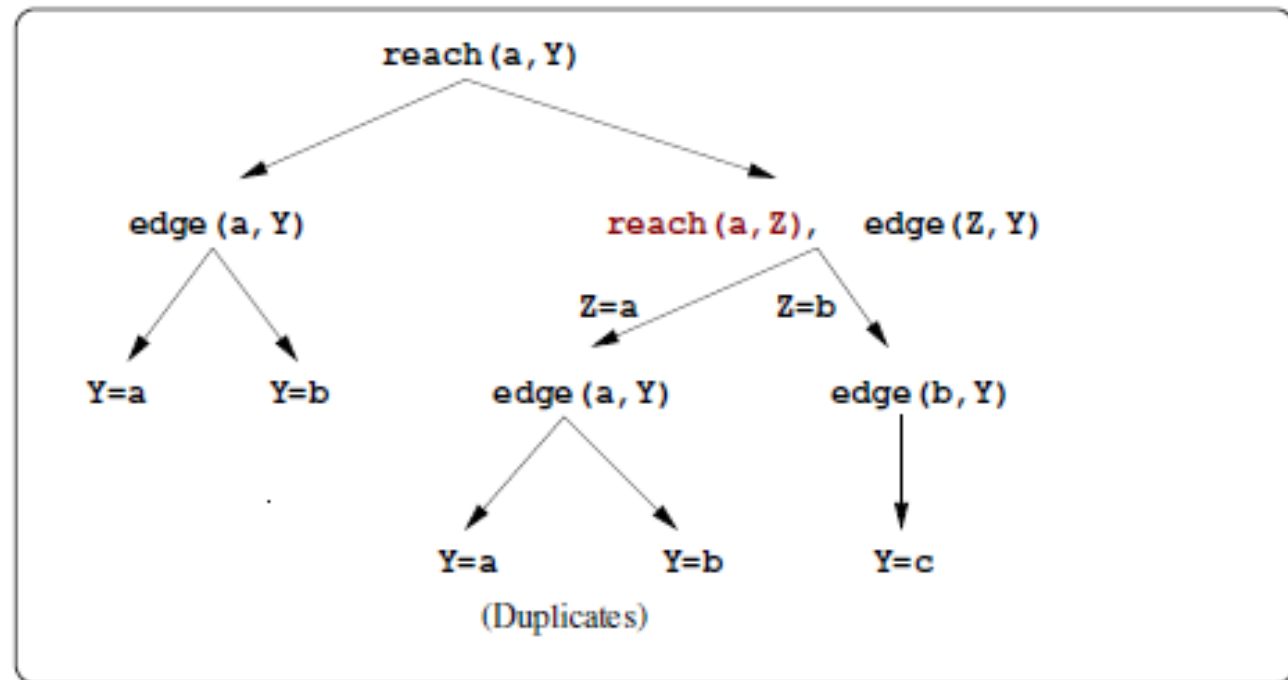 reach(a,Y)
edge(a,Y) reach(a,Z), edge(Z,Y)
Z=a Z=b
Y=a Y=b edge(a,Y) edge(b,Y)
Y=a Y=b Y=c
(Duplicates)